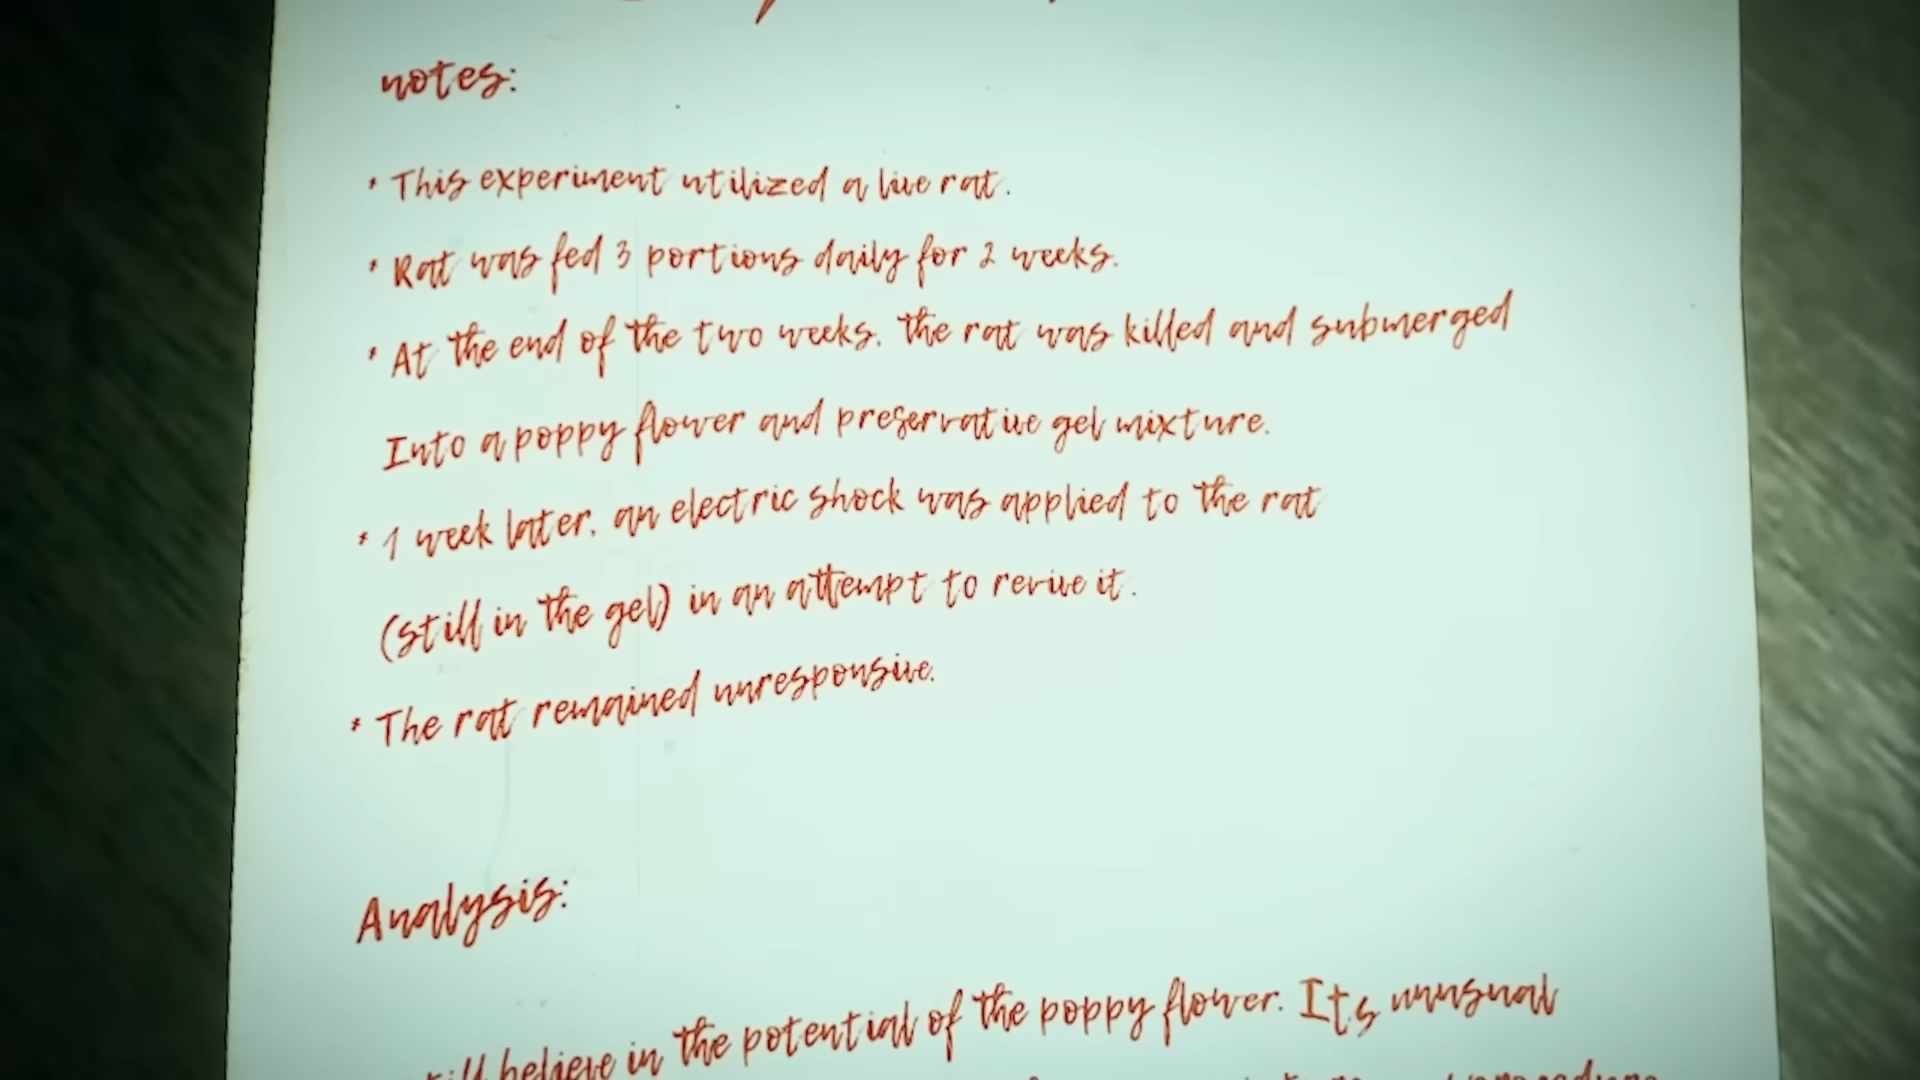 notes:
* This experiment utilized a live rat.
* Rat was fed 3 portions daily for 2 weeks.
* At the end of the two weeks, the rat was killed and submerged
Into a poppy flower and preservative gel mixture.
* 1 week later, an electric shock was applied to the rat
(still in the gel) in an attempt to revive it.
* The rat remained unresponsive.
Analysis:
believe in the potential of the poppy flower. Its unusual